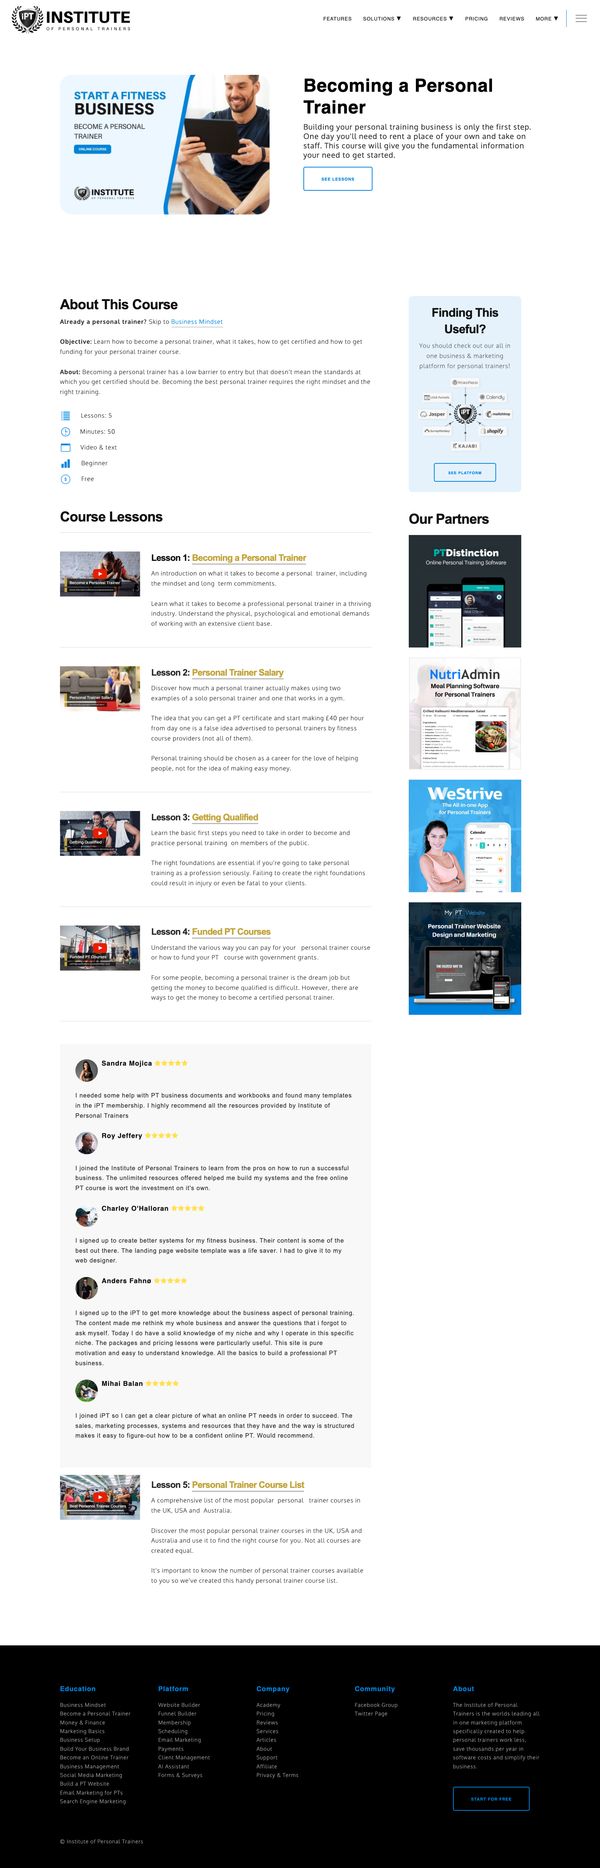 IPT INSTITUTE
OF PERSONAL TRAINERS
FEATURES SOLUTIONS ▼ RESOURCES ▼ PRICING REVIEWS MORE ▼
START A FITNESS
BUSINESS
BECOME A PERSONAL
TRAINER
ONLINE COURSE
INSTITUTE
OF PERSONAL TRAINERS
Becoming a Personal
Trainer
Building your personal training business is only the first step.
One day you'll need to rent a place of your own and take on
staff. This course will give you the fundamental information
your need to get started.
SEE LESSONS
About This Course
Already a personal trainer? Skip to Business Mindset
Objective: Learn how to become a personal trainer, what it takes, how to get certified and how to get
funding for your personal trainer course.
About: Becoming a personal trainer has a low barrier to entry but that doesn't mean the standards at
which you get certified should be. Becoming the best personal trainer requires the right mindset and the
right training.
Lessons: 5
Minutes: 50
Video & text
Beginner
Free
Finding This
Useful?
You should check out our all in
one business & marketing
platform for personal trainers!
Calendly
Jasper
IPT
mailchimp
shopify
KAJABI
SEE PLATFORM
Course Lessons
Becoming a Personal Trainer
Lesson 1: Becoming a Personal Trainer
An introduction on what it takes to become a personal trainer, including
the mindset and long term commitments.
Learn what it takes to become a professional personal trainer in a thriving
industry. Understand the physical, psychological and emotional demands
of working with an extensive client base.
Personal Trainer Salary
Lesson 2: Personal Trainer Salary
Discover how much a personal trainer actually makes using two
examples of a solo personal trainer and one that works in a gym.
The idea that you can get a PT certificate and start making £40 per hour
from day one is a false idea advertised to personal trainers by fitness
course providers (not all of them).
Personal training should be chosen as a career for the love of helping
people, not for the idea of making easy money.
Getting Qualified
Lesson 3: Getting Qualified
Learn the basic first steps you need to take in order to become and
practice personal training on members of the public.
The right foundations are essential if you're going to take personal
training as a profession seriously. Failing to create the right foundations
could result in injury or even be fatal to your clients.
Funded PT Courses
Lesson 4: Funded PT Courses
Understand the various way you can pay for your personal trainer course
or how to fund your PT course with government grants.
For some people, becoming a personal trainer is the dream job but
getting the money to become qualified is difficult. However, there are
ways to get the money to become a certified personal trainer.
Our Partners
PTDistinction
Online Personal Training Software
NutriAdmin
Meal Planning Software
for Personal Trainers
Grilled Halloumi Mediterranean Salad
WeStrive
The All in one App
for Personal Trainers
Calendar
My PT Website
Personal Trainer Website
Design and Marketing
Sandra Mojica
I needed some help with PT business documents and workbooks and found many templates
in the iPT membership. I highly recommend all the resources provided by Institute of
Personal Trainers
Roy Jeffery
I joined the Institute of Personal Trainers to learn from the pros on how to run a successful
business. The unlimited resources offered helped me build my systems and the free online
PT course is wort the investment on it's own.
Charley O'Halloran
I signed up to create better systems for my fitness business. Their content is some of the
best out there. The landing page website template was a life saver. I had to give it to my
web designer.
Anders Fahnø
I signed up to the iPT to get more knowledge about the business aspect of personal training.
The content made me rethink my whole business and answer the questions that i forgot to
ask myself. Today I do have a solid knowledge of my niche and why I operate in this specific
niche. The packages and pricing lessons were particularly useful. This site is pure
motivation and easy to understand knowledge. All the basics to build a professional PT
business.
Mihai Balan
I joined iPT so I can get a clear picture of what an online PT needs in order to succeed. The
sales, marketing processes, systems and resources that they have and the way is structured
makes it easy to figure-out how to be a confident online PT. Would recommend.
Best Personal Trainer Courses
Lesson 5: Personal Trainer Course List
A comprehensive list of the most popular personal trainer courses in
the UK, USA and Australia.
Discover the most popular personal trainer courses in the UK, USA and
Australia and use it to find the right course for you. Not all courses are
created equal.
It's important to know the number of personal trainer courses available
to you so we've created this handy personal trainer course list.
Education
Business Mindset
Become a Personal Trainer
Money & Finance
Marketing Basics
Business Setup
Build Your Business Brand
Become an Online Trainer
Business Management
Social Media Marketing
Build a PT Website
Email Marketing for PTs
Search Engine Marketing
Platform
Website Builder
Funnel Builder
Membership
Scheduling
Email Marketing
Payments
Client Management
AI Assistant
Forms & Surveys
Company
Academy
Pricing
Reviews
Services
Articles
About
Support
Affiliate
Privacy & Terms
Community
Facebook Group
Twitter Page
About
The Institute of Personal
Trainers is the worlds leading all
in one marketing platform
specifically created to help
personal trainers work less,
save thousands per year in
software costs and simplify their
business.
START FOR FREE
© Institute of Personal Trainers